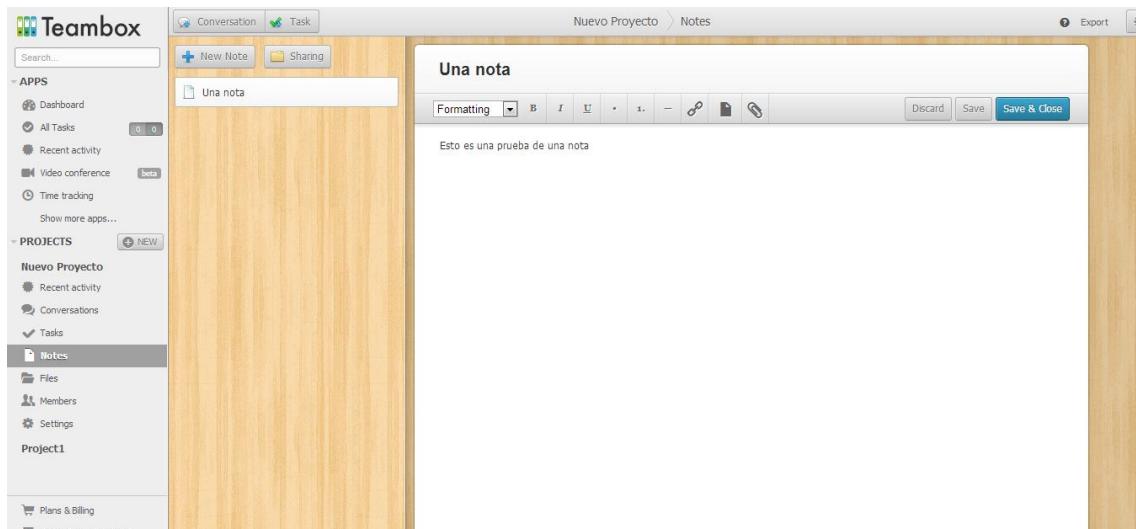 Teambox
Search...
APPS
Dashboard
All Tasks 0 0
Recent activity
Video conference beta
Time tracking
Show more apps...
PROJECTS NEW
Nuevo Proyecto
Recent activity
Conversations
Tasks
Notes
Files
Members
Settings
Project1
Plans & Billing
Conversation Task
Nuevo Proyecto Notes
Export
New Note Sharing
Una nota
Una nota
Formatting B I U • 1. — Discard Save Save & Close
Esto es una prueba de una nota